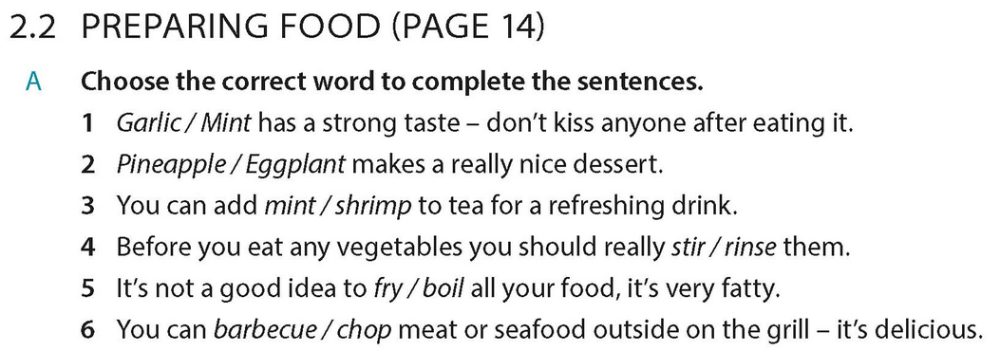 2.2 PREPARING FOOD (PAGE 14)
A Choose the correct word to complete the sentences.
1 Garlic / Mint has a strong taste – don’t kiss anyone after eating it.
2 Pineapple / Eggplant makes a really nice dessert.
3 You can add mint / shrimp to tea for a refreshing drink.
4 Before you eat any vegetables you should really stir / rinse them.
5 It’s not a good idea to fry / boil all your food, it’s very fatty.
6 You can barbecue / chop meat or seafood outside on the grill – it’s delicious.